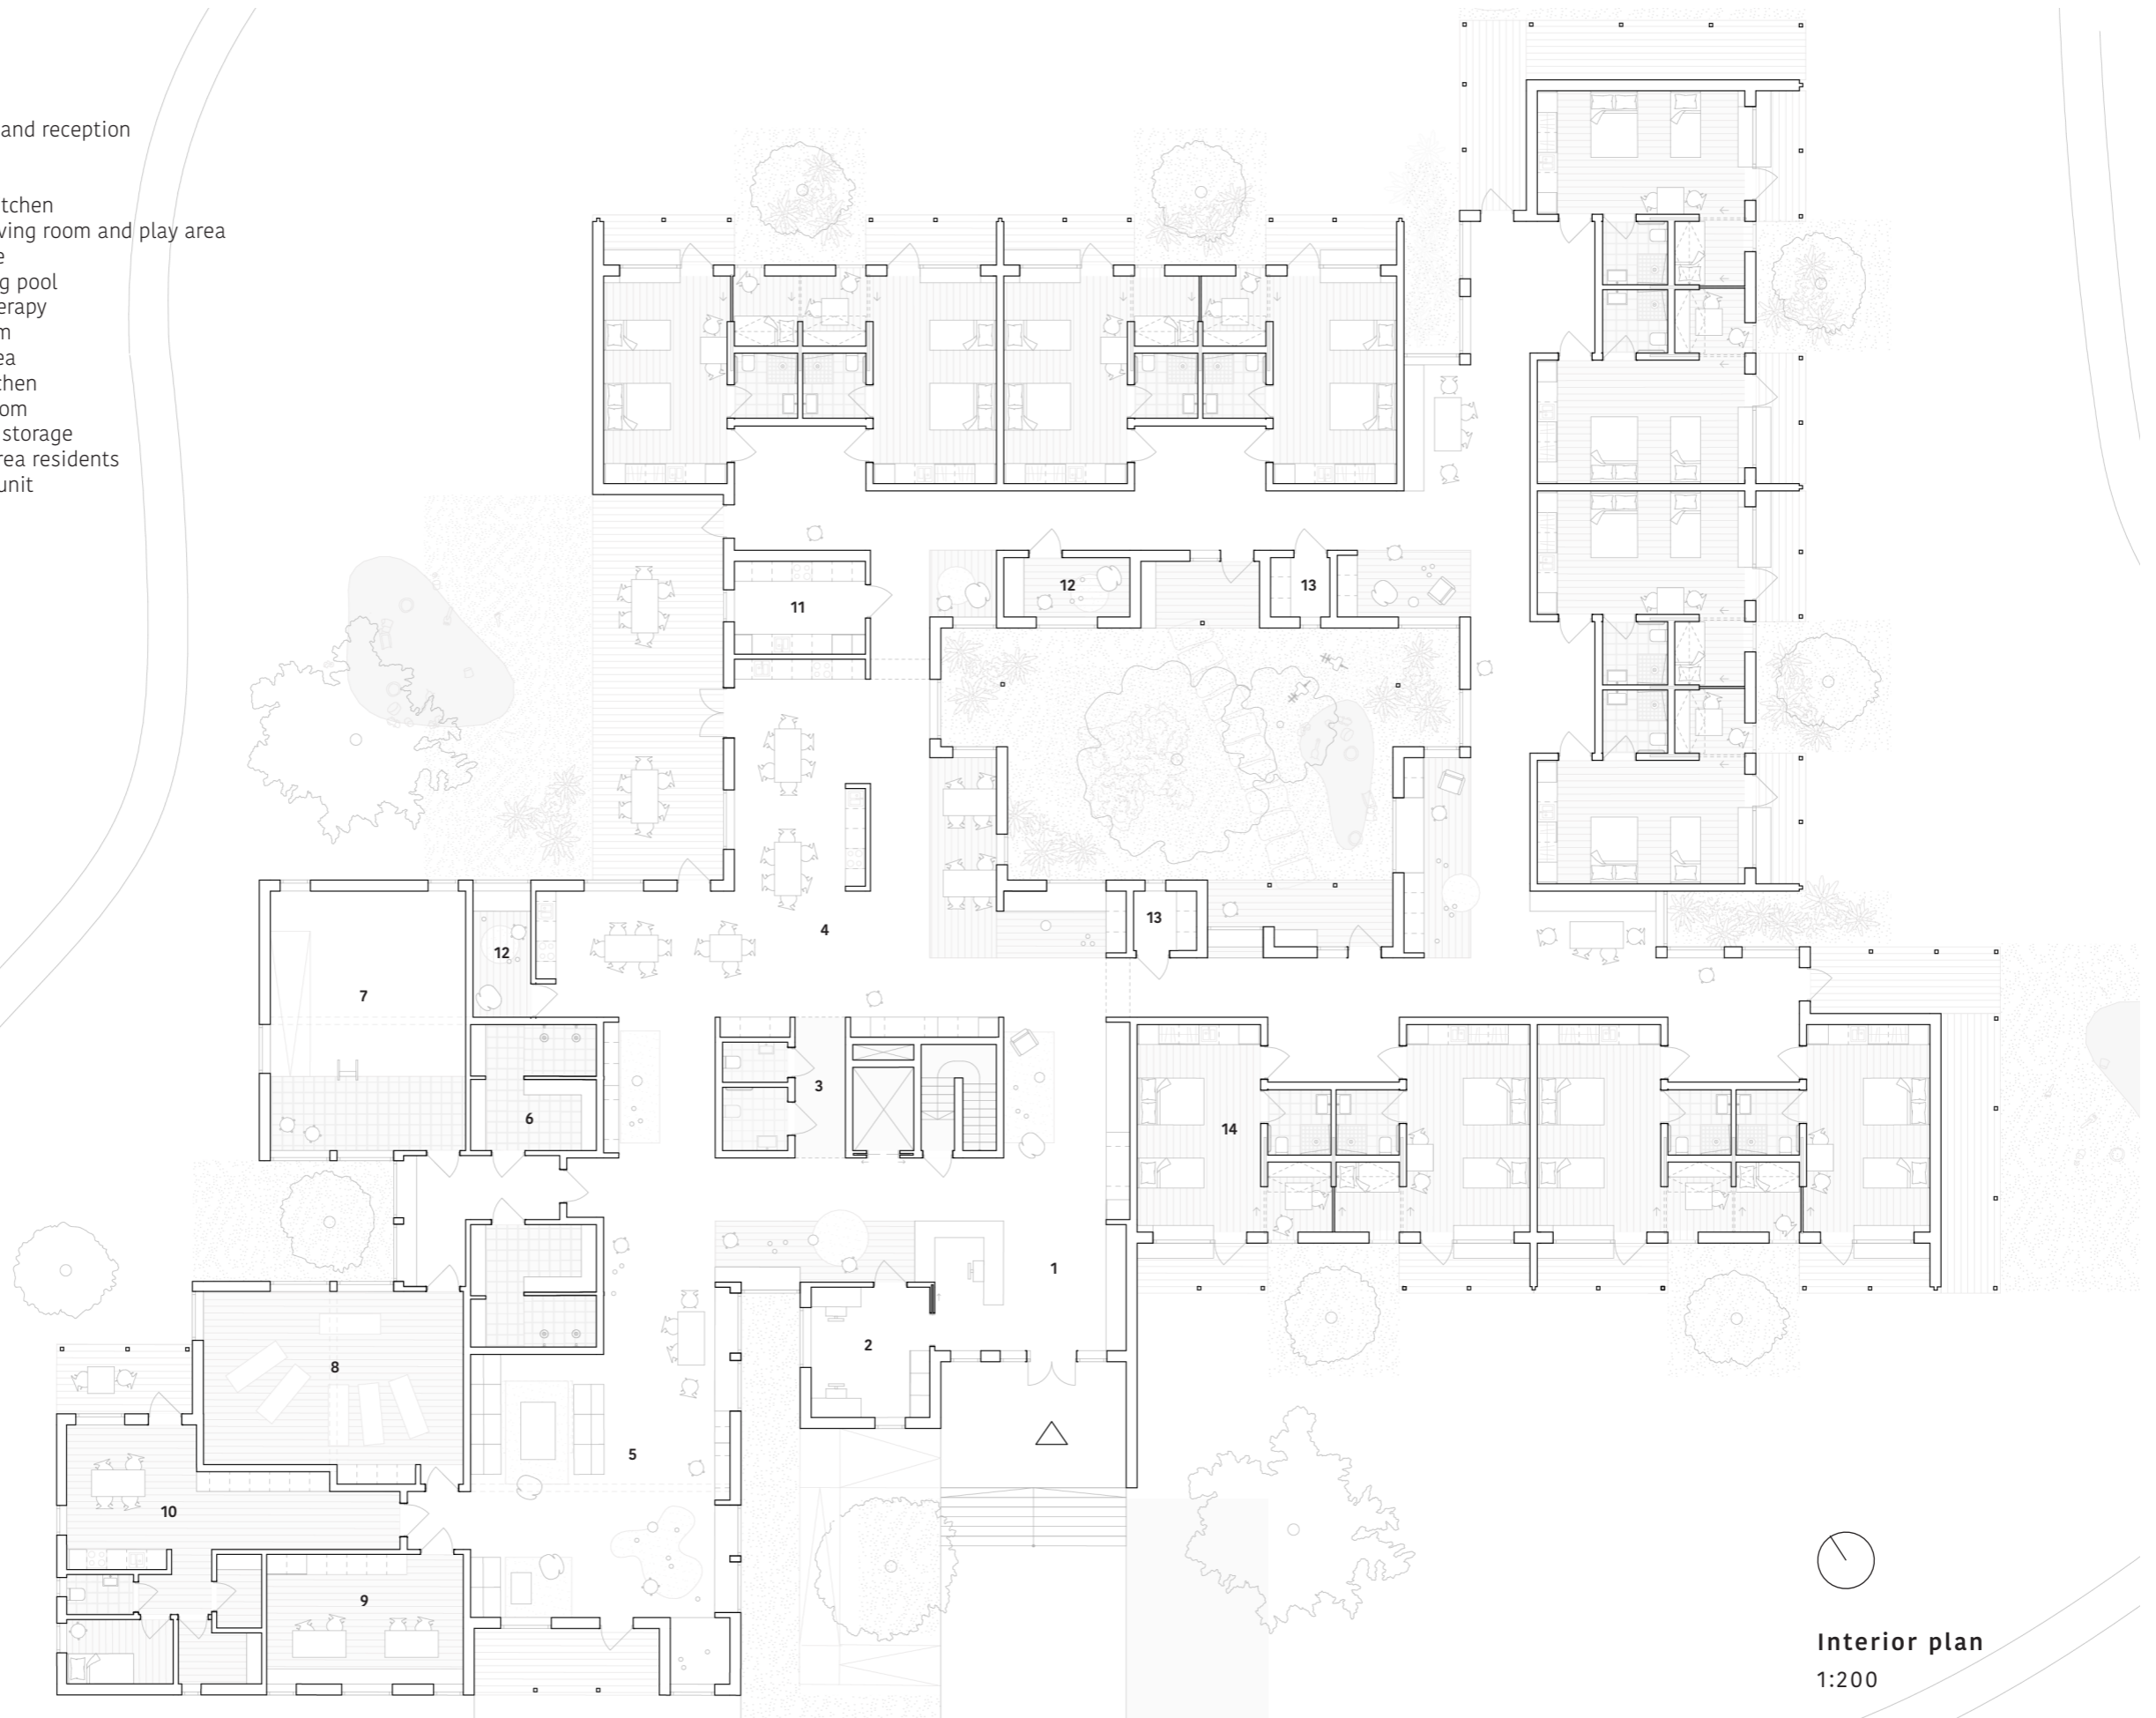 and reception
tchen
ving room and play area
e
g pool
erapy
m
ea
chen
om
storage
rea residents
unit
12
13
11
4
13
12
7
3
6
14
1
2
8
5
10
9
Interior plan
1:200